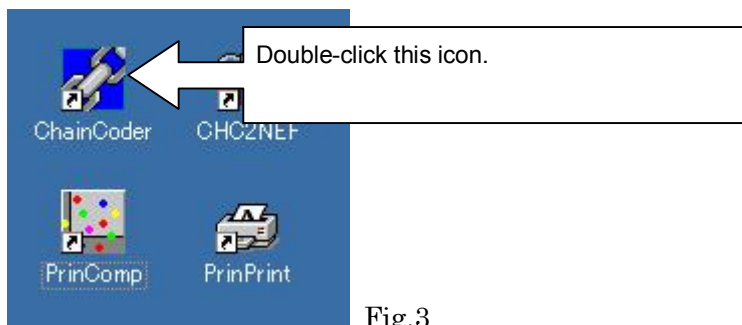 Double-click this icon.
ChainCoder
CHC2NEF
PrinComp
PrinPrint
Fig.3